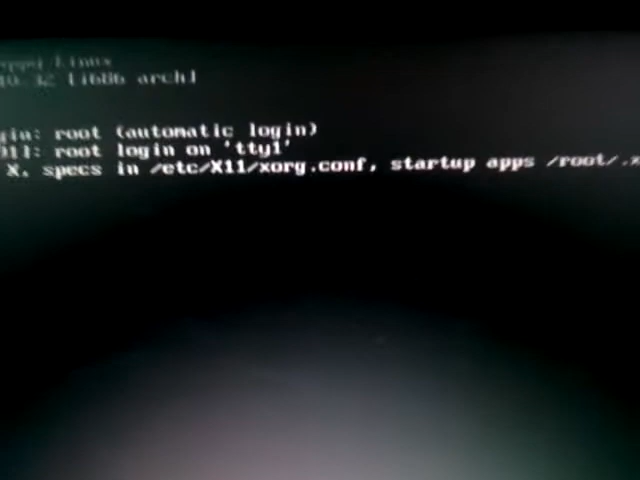 Linux
[i686 arch]
root (automatic login)
root login on 'tty1'
X. specs in /etc/X11/xorg.conf, startup apps /root/.x